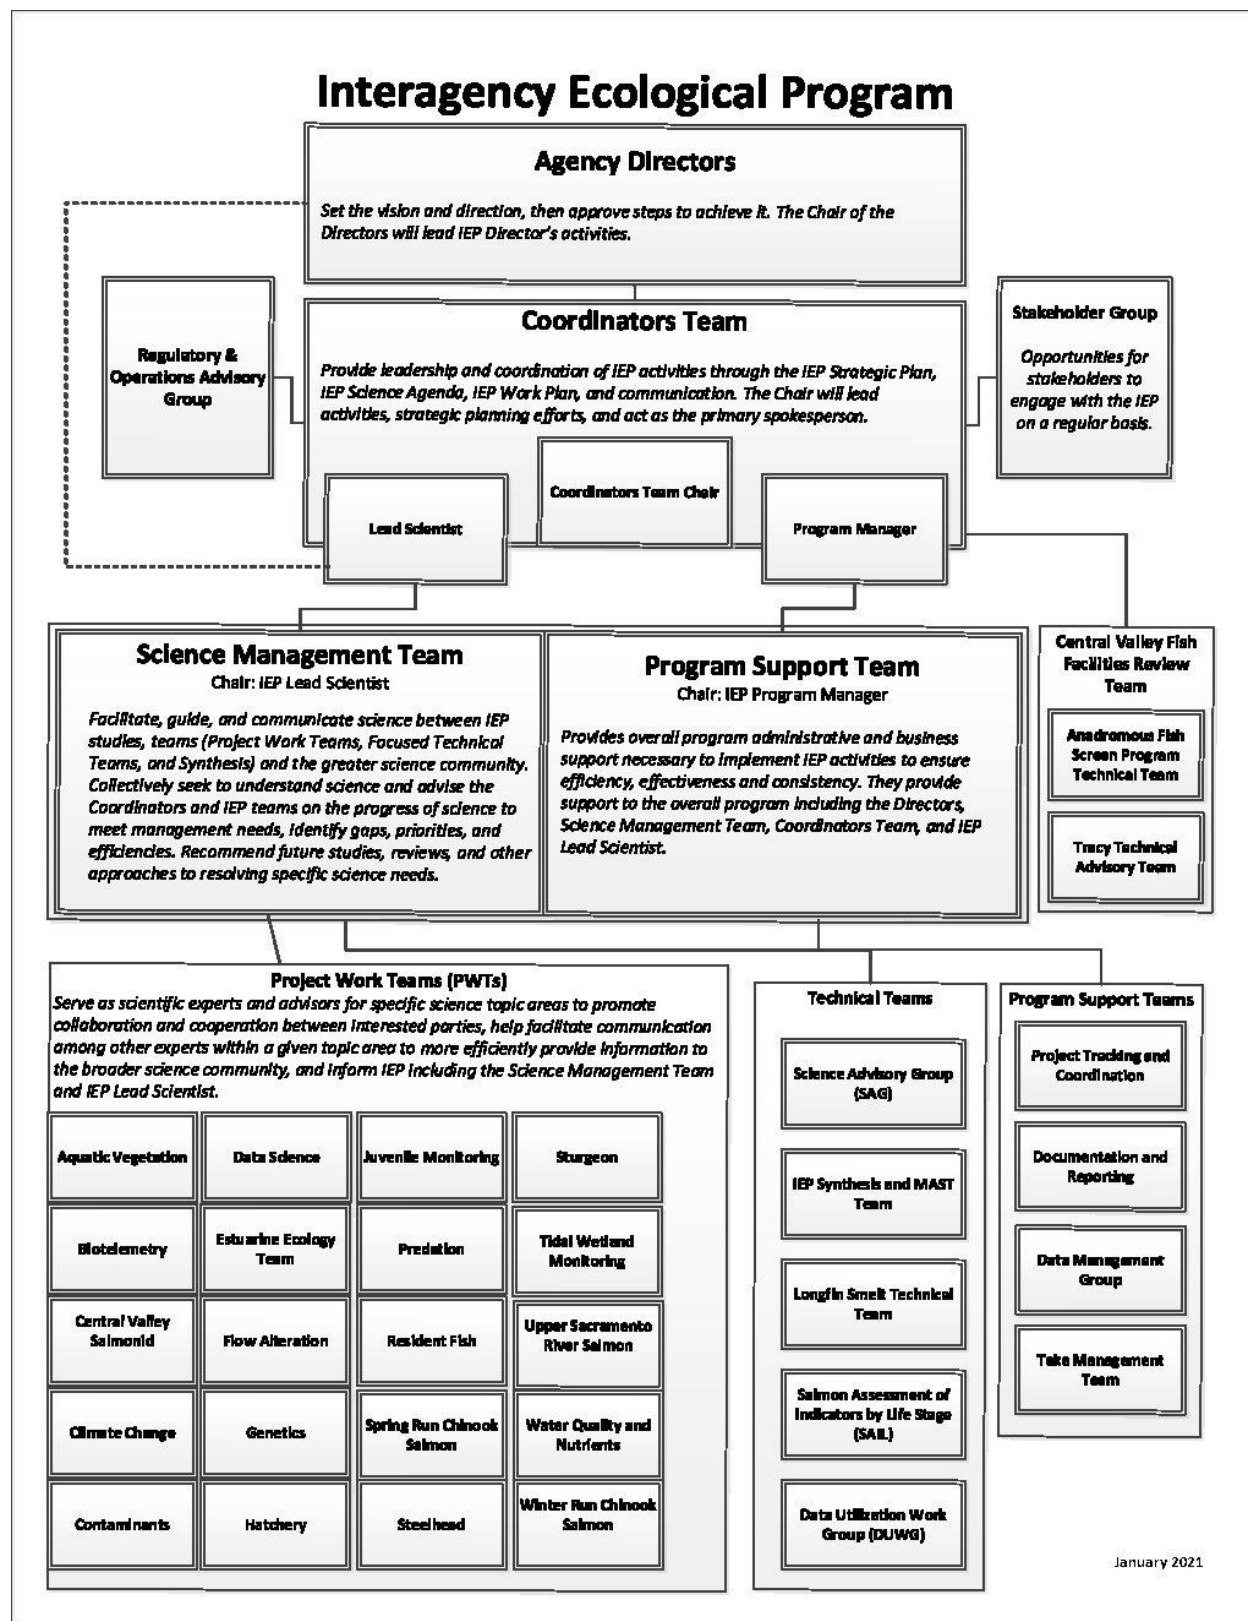 Interagency Ecological Program
Agency Directors
Set the vision and direction, then approve steps to achieve it. The Chair of the
Directors will lead IEP Director's activities.
Regulatory &
Operations Advisory
Group
Coordinators Team
Provide leadership and coordination of IEP activities through the IEP Strategic Plan,
IEP Science Agenda, IEP Work Plan, and communication. The Chair will lead
activities, strategic planning efforts, and act as the primary spokesperson.
Stakeholder Group
Opportunities for
stakeholders to
engage with the IEP
on a regular basis.
Lead Scientist
Coordinators Team Chair
Program Manager
Science Management Team
Chair: IEP Lead Scientist
Facilitate, guide, and communicate science between IEP
studies, teams (Project Work Teams, Focused Technical
Teams, and Synthesis) and the greater science community.
Collectively seek to understand science and advise the
Coordinators and IEP teams on the progress of science to
meet management needs, identify gaps, priorities, and
efficiencies. Recommend future studies, reviews, and other
approaches to resolving specific science needs.
Program Support Team
Chair: IEP Program Manager
Provides overall program administrative and business
support necessary to implement IEP activities to ensure
efficiency, effectiveness and consistency. They provide
support to the overall program including the Directors,
Science Management Team, Coordinators Team, and IEP
Lead Scientist.
Central Valley Fish
Facilities Review
Team
Anadromous Fish
Screen Program
Technical Team
Tracy Technical
Advisory Team
Project Work Teams (PWTs)
Serve as scientific experts and advisors for specific science topic areas to promote
collaboration and cooperation between interested parties, help facilitate communication
among other experts within a given topic area to more efficiently provide information to
the broader science community, and inform IEP including the Science Management Team
and IEP Lead Scientist.
Aquatic Vegetation
Data Science
Juvenile Monitoring
Sturgeon
Biotelemetry
Estuarine Ecology
Team
Predation
Tidal Wetland
Monitoring
Central Valley
Salmonid
Flow Alteration
Resident Fish
Upper Sacramento
River Salmon
Climate Change
Genetics
Spring Run Chinook
Salmon
Water Quality and
Nutrients
Contaminants
Hatchery
Steelhead
Winter Run Chinook
Salmon
Technical Teams
Science Advisory Group
(SAG)
IEP Synthesis and MAST
Team
Longfin Smelt Technical
Team
Salmon Assessment of
Indicators by Life Stage
(SAIL)
Data Utilization Work
Group (DUWG)
Program Support Teams
Project Tracking and
Coordination
Documentation and
Reporting
Data Management
Group
Take Management
Team
January 2021